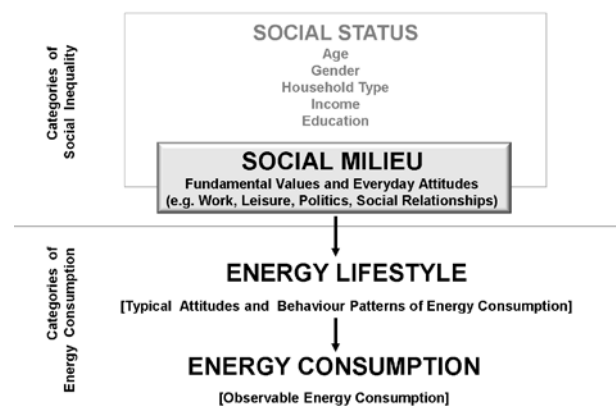 Categories of
Social Inequality
SOCIAL STATUS
Age
Gender
Household Type
Income
Education
SOCIAL MILIEU
Fundamental Values and Everyday Attitudes
(e.g. Work, Leisure, Politics, Social Relationships)
Categories of
Energy Consumption
ENERGY LIFESTYLE
[Typical Attitudes and Behaviour Patterns of Energy Consumption]
ENERGY CONSUMPTION
[Observable Energy Consumption]